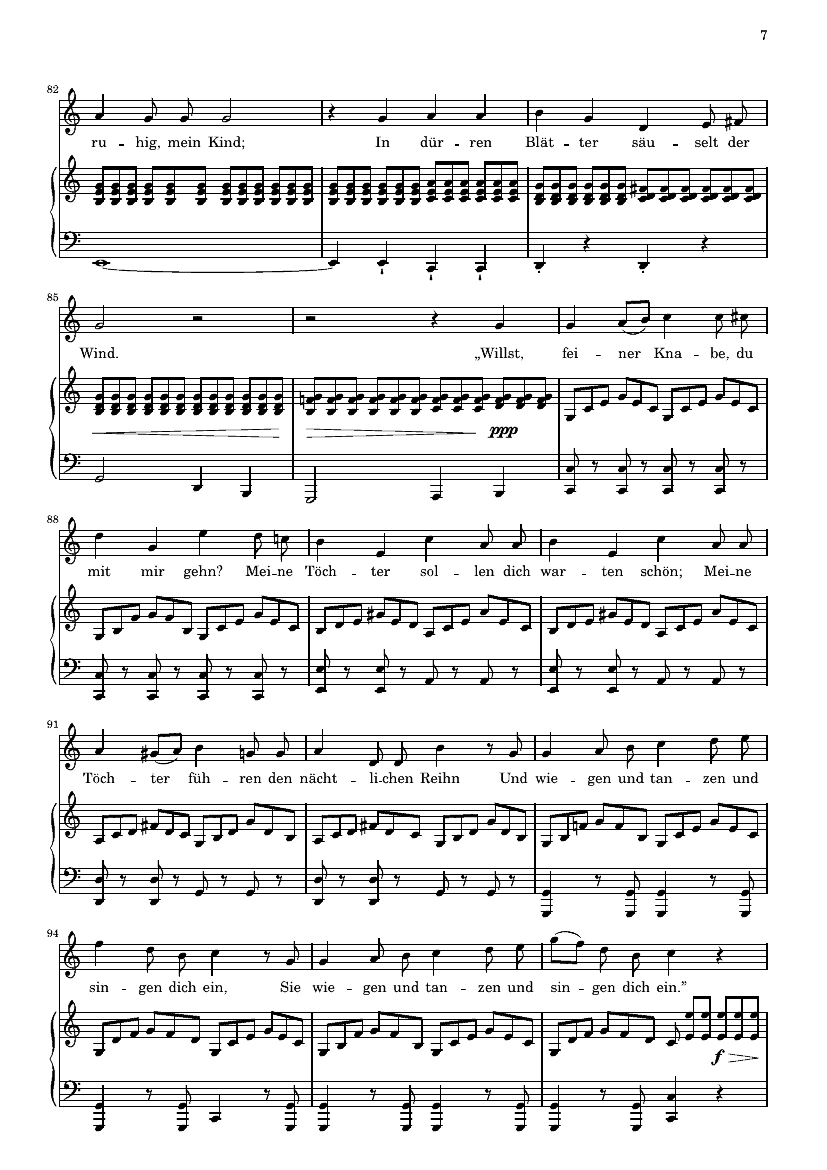 7
82
ru – hig, mein Kind; In dür – ren Blät – ter säu – selt der
85
Wind. „Willst, fei – ner Kna – be, du
ppp
88
mit mir gehn? Mei – ne Töch – ter sol – len dich war – ten schön; Mei – ne
91
Töch – ter füh – ren den nächt – li – chen Reihn Und wie – gen und tan – zen und
94
sin – gen dich ein, Sie wie – gen und tan – zen und sin – gen dich ein.”
f